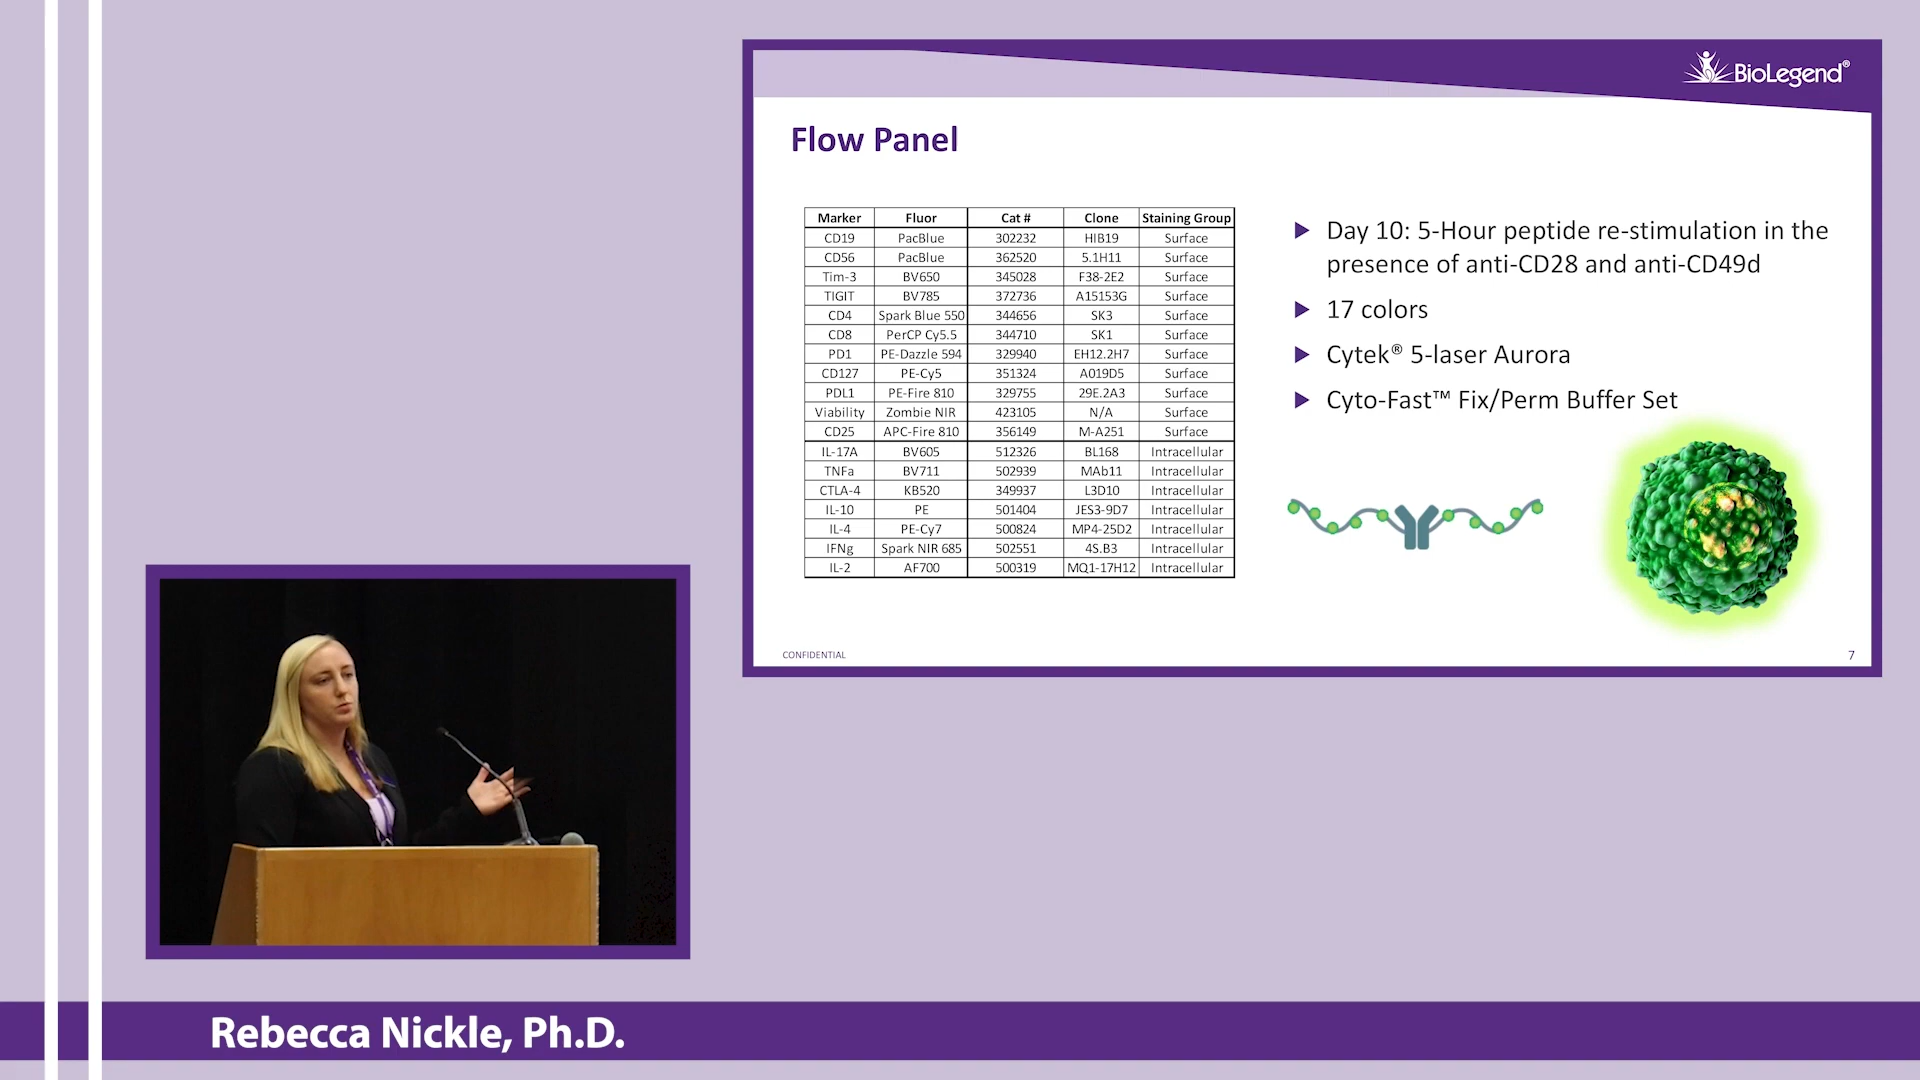 BioLegend®
Flow Panel
Marker Fluor Cat # Clone Staining Group
CD19 PacBlue 302232 HIB19 Surface
CD56 PacBlue 362520 5.1H11 Surface
Tim-3 BV650 345028 F38-2E2 Surface
TIGIT BV785 372736 A15153G Surface
CD4 Spark Blue 550 344656 SK3 Surface
CD8 PerCP Cy5.5 344710 SK1 Surface
PD1 PE-Dazzle 594 329940 EH12.2H7 Surface
CD127 PE-Cy5 351324 A019D5 Surface
PDL1 PE-Fire 810 329755 29E.2A3 Surface
Viability Zombie NIR 423105 N/A Surface
CD25 APC-Fire 810 356149 M-A251 Surface
IL-17A BV605 512326 BL168 Intracellular
TNFa BV711 502939 MAb11 Intracellular
CTLA-4 KB520 349937 L3D10 Intracellular
IL-10 PE 501404 JES3-9D7 Intracellular
IL-4 PE-Cy7 500824 MP4-25D2 Intracellular
IFNg Spark NIR 685 502551 4S.B3 Intracellular
IL-2 AF700 500319 MQ1-17H12 Intracellular
Day 10: 5-Hour peptide re-stimulation in the
presence of anti-CD28 and anti-CD49d
17 colors
Cytek® 5-laser Aurora
Cyto-Fast™ Fix/Perm Buffer Set
CONFIDENTIAL
7
Rebecca Nickle, Ph.D.